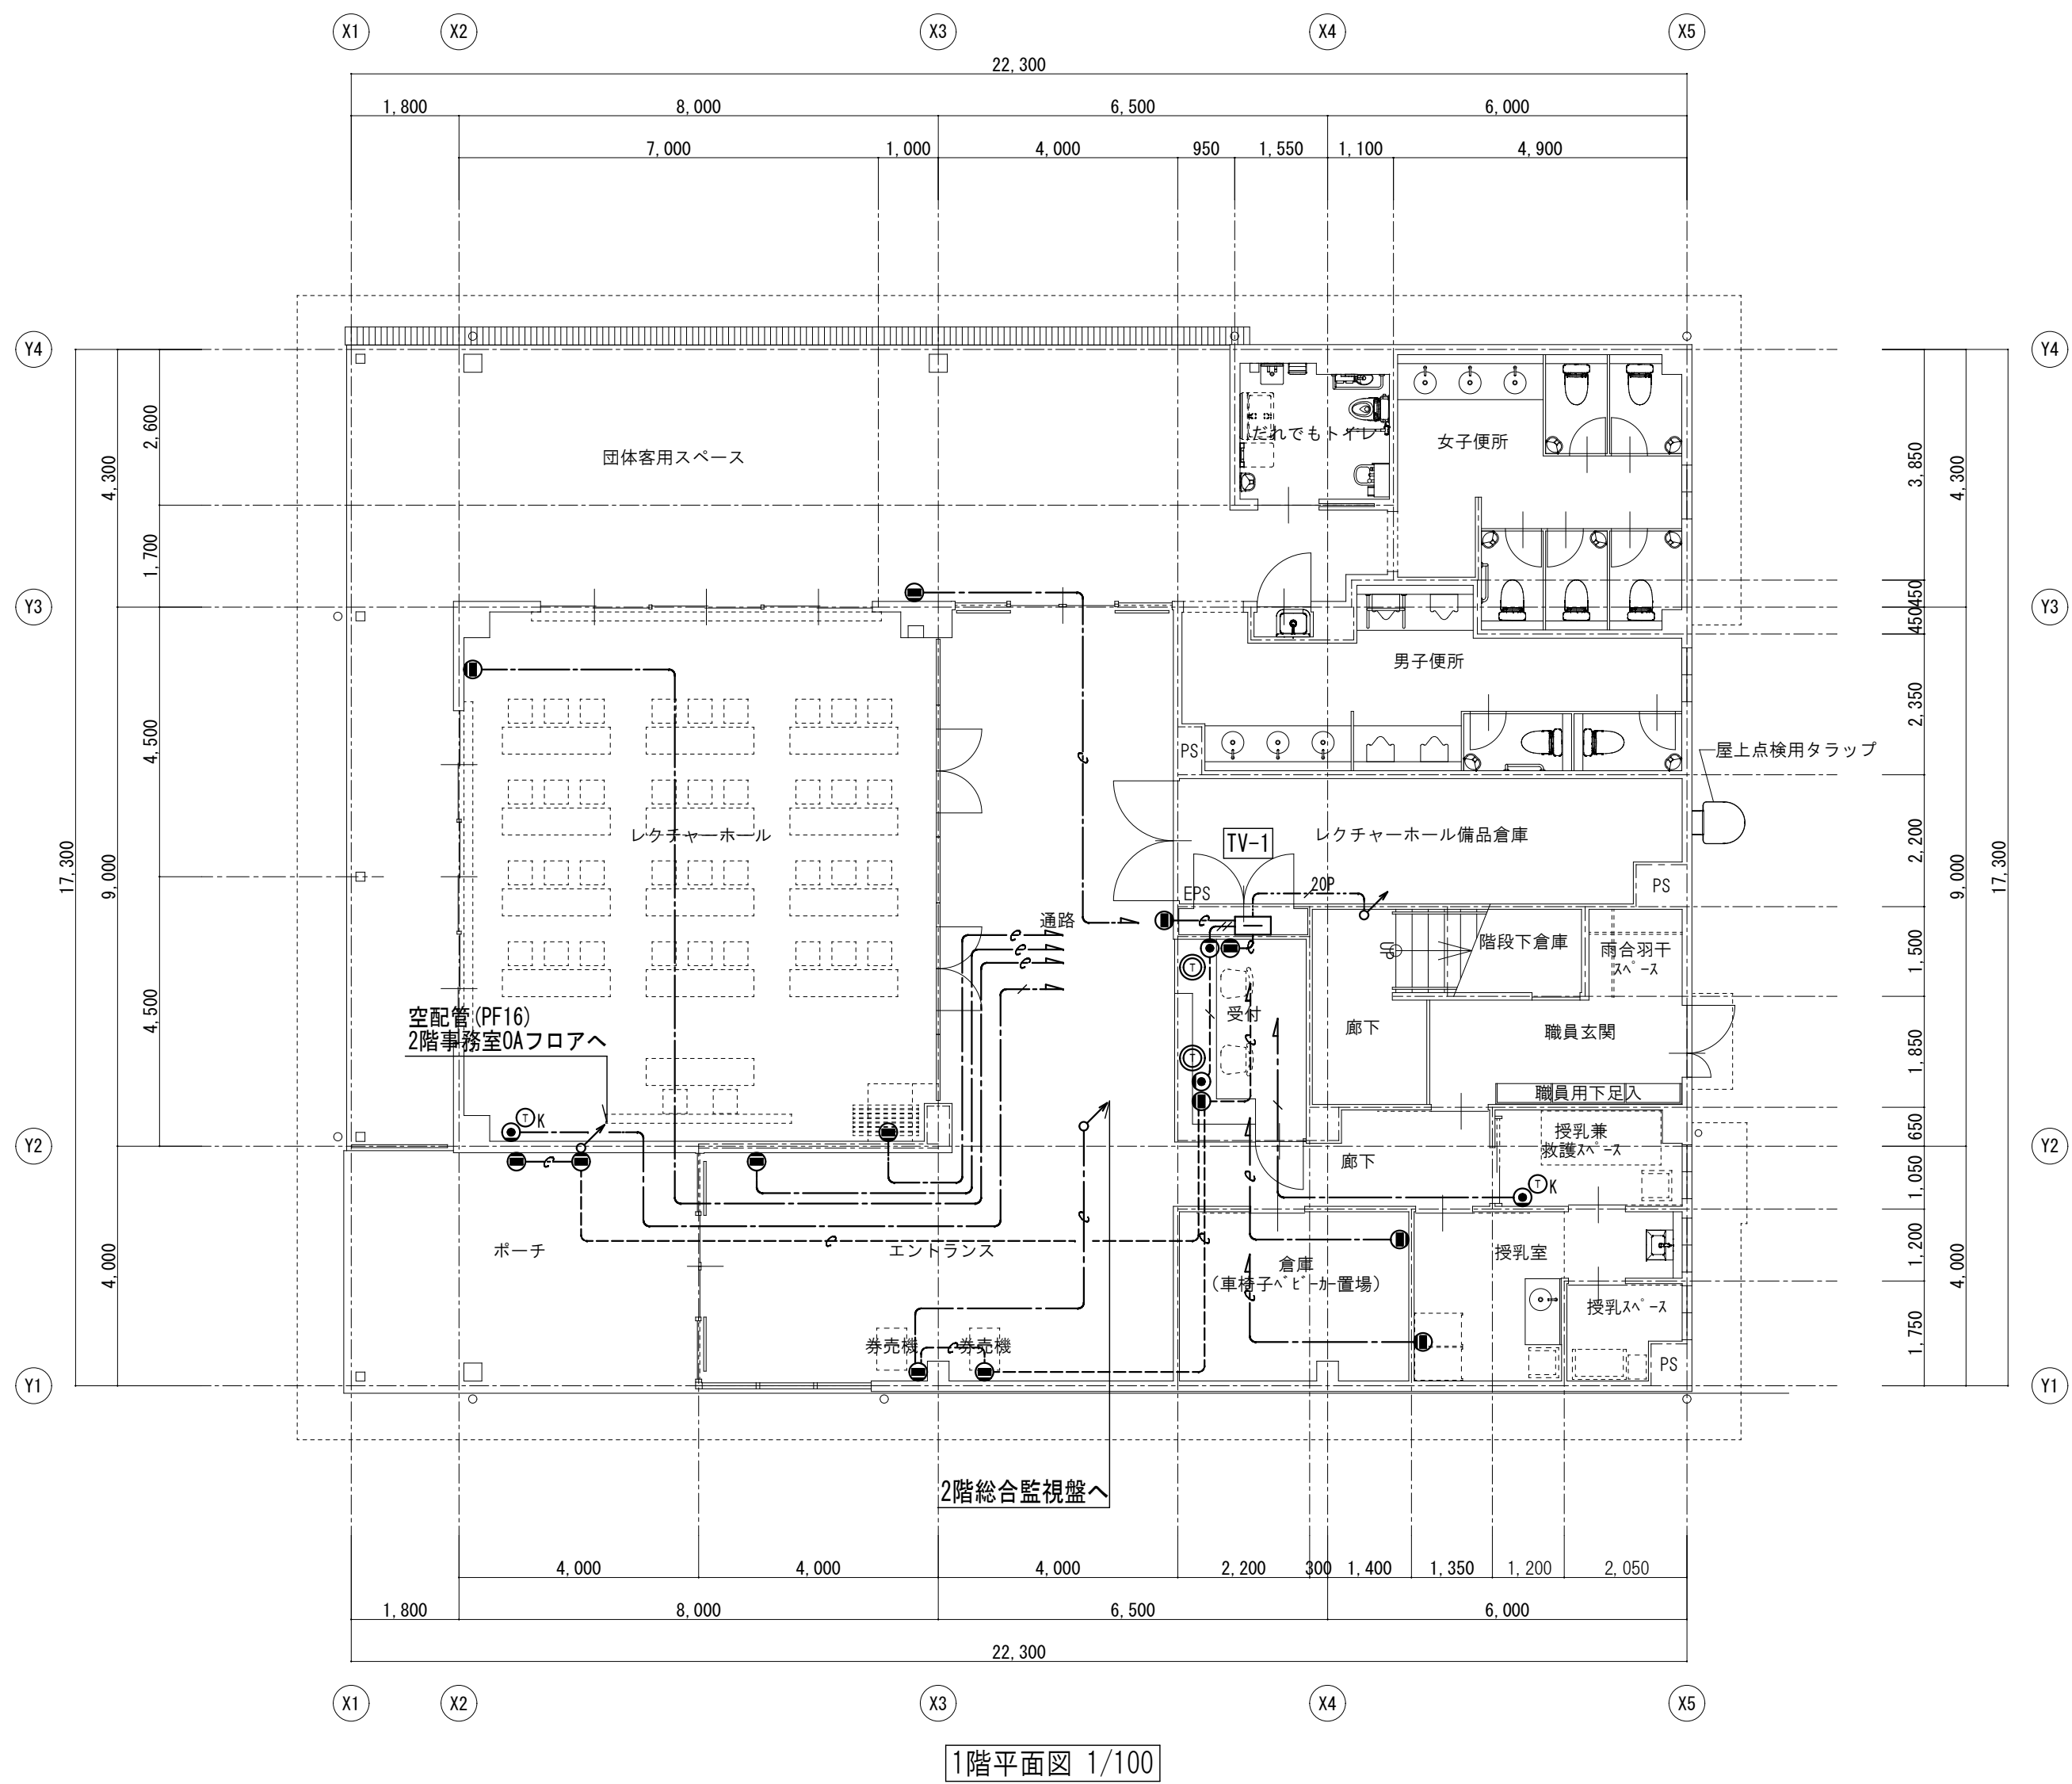 X1 X2 X3 X4 X5
22,300
1,800 8,000 6,500 6,000
7,000 1,000 4,000 950 1,550 1,100 4,900
Y4 Y4
2,600
4,300
1,700
3,850
4,300
だれでもトイレ
女子便所
団体客用スペース
Y3 Y3
450
450
男子便所
2,350
4,500
PS
屋上点検用タラップ
レクチャーホール
TV-1
レクチャーホール備品倉庫
2,200
17,300
9,000
9,000
17,300
EPS
20P
PS
通路
階段下倉庫
UP
雨合羽干
スペース
1,500
4,500
空配管(PF16)
2階事務室OAフロアへ
T
受付
廊下
職員玄関
1,850
T
職員用下足入
T K
Y2 Y2
650
授乳兼
救護スペース
廊下
1,050
T K
ポーチ
エントランス
倉庫
(車椅子ベビーカー置場)
授乳室
1,200
4,000
4,000
授乳スペース
券売機 券売機
1,750
PS
Y1 Y1
2階総合監視盤へ
4,000 4,000 4,000 2,200 300 1,400 1,350 1,200 2,050
1,800 8,000 6,500 6,000
22,300
X1 X2 X3 X4 X5
1階平面図 1/100